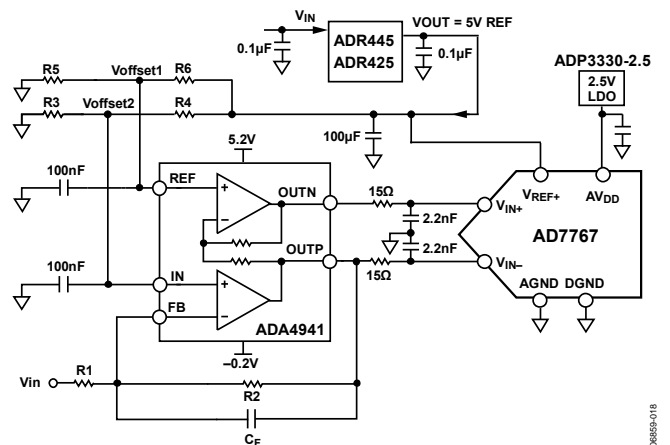 VIN
VOUT = 5V REF
0.1µF
ADR445
ADR425
0.1µF
ADP3330-2.5
2.5V
LDO
R5
Voffset1
R6
R3
Voffset2
R4
100µF
5.2V
100nF
REF
OUTN
15Ω
VREF+
AVDD
VIN+
2.2nF
2.2nF
AD7767
OUTP
15Ω
VIN–
100nF
IN
FB
ADA4941
AGND
DGND
–0.2V
Vin
R1
R2
CF